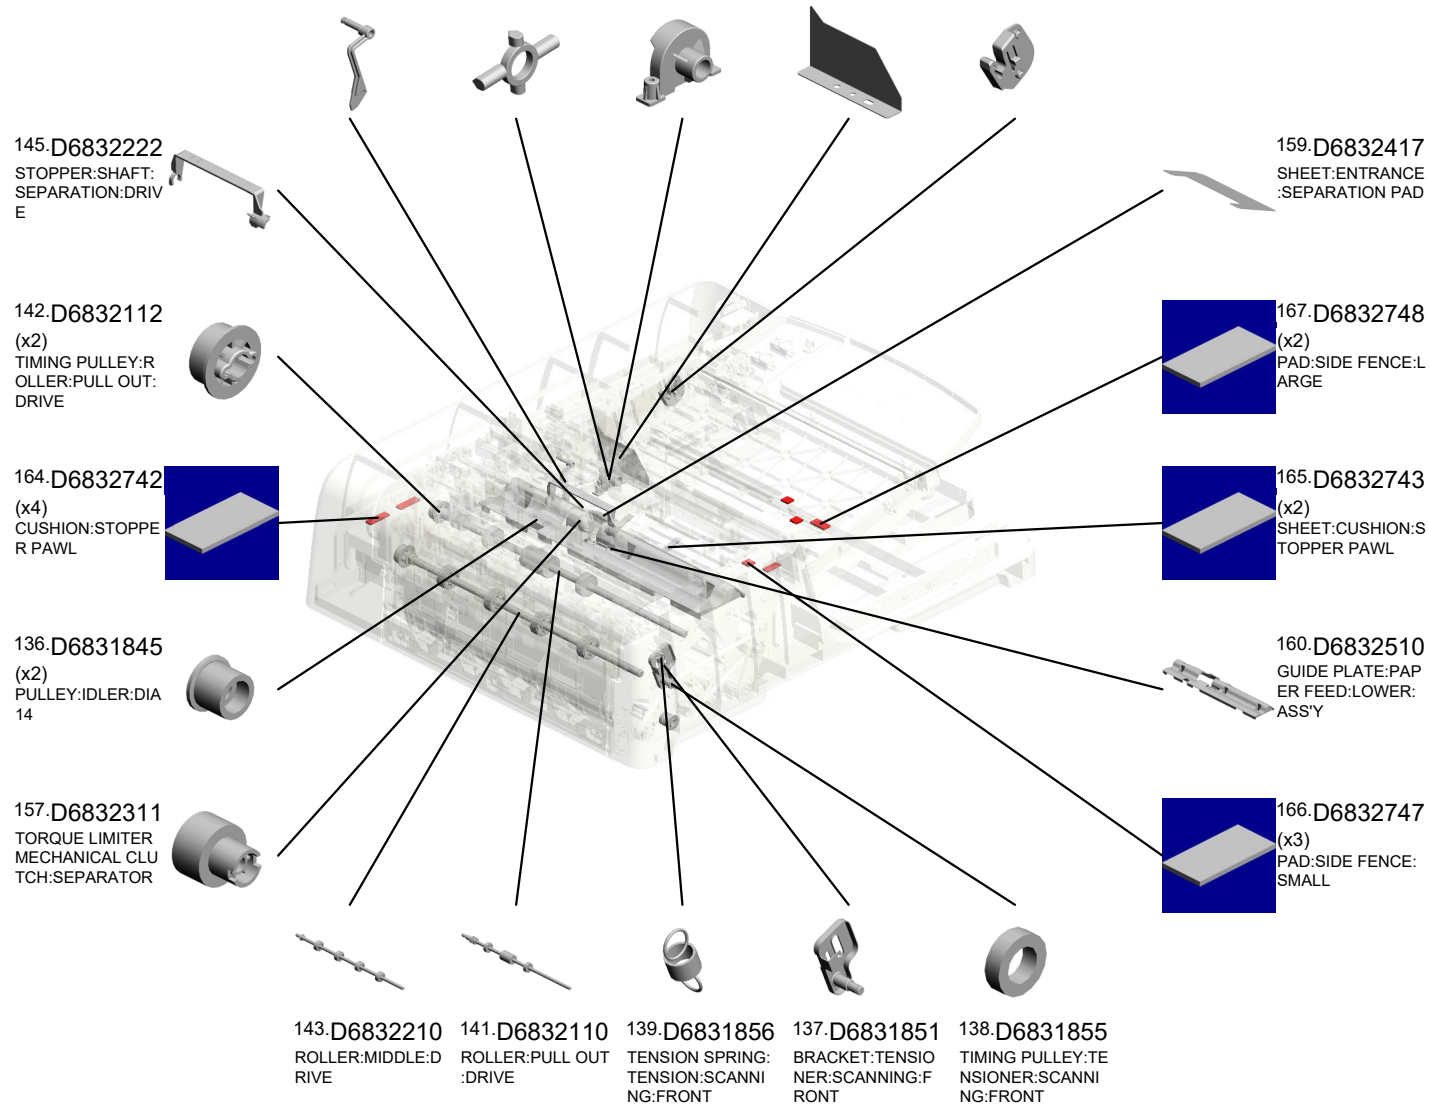 145.D6832222
STOPPER:SHAFT:
SEPARATION:DRIV
E
142.D6832112
(x2)
TIMING PULLEY:R
OLLER:PULL OUT:
DRIVE
164.D6832742
(x4)
CUSHION:STOPPE
R PAWL
136.D6831845
(x2)
PULLEY:IDLER:DIA
14
157.D6832311
TORQUE LIMITER
MECHANICAL CLU
TCH:SEPARATOR
159.D6832417
SHEET:ENTRANCE
:SEPARATION PAD
167.D6832748
(x2)
PAD:SIDE FENCE:L
ARGE
165.D6832743
(x2)
SHEET:CUSHION:S
TOPPER PAWL
160.D6832510
GUIDE PLATE:PAP
ER FEED:LOWER:
ASS'Y
166.D6832747
(x3)
PAD:SIDE FENCE:
SMALL
143.D6832210
ROLLER:MIDDLE:D
RIVE
141.D6832110
ROLLER:PULL OUT
:DRIVE
139.D6831856
TENSION SPRING:
TENSION:SCANNI
NG:FRONT
137.D6831851
BRACKET:TENSIO
NER:SCANNING:F
RONT
138.D6831855
TIMING PULLEY:TE
NSIONER:SCANNI
NG:FRONT